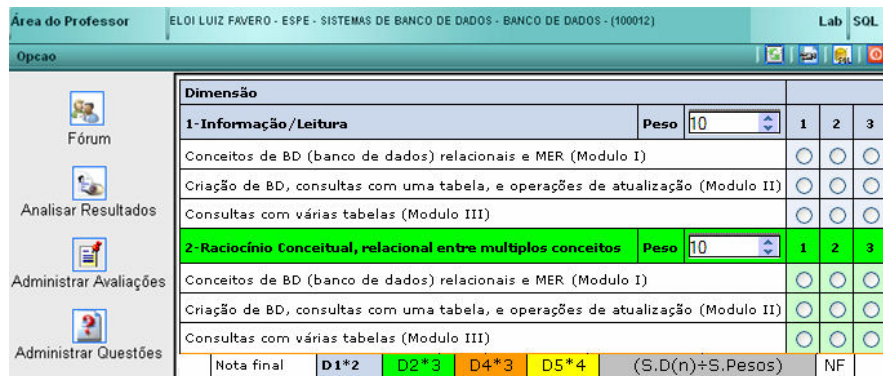 Área do Professor ELOI LUIZ FAVERO - ESPE - SISTEMAS DE BANCO DE DADOS - BANCO DE DADOS - (100012) Lab SQL
Opcao
Dimensão
1-Informação/Leitura Peso 10 1 2 3
Fórum
Conceitos de BD (banco de dados) relacionais e MER (Modulo I)
Criação de BD, consultas com uma tabela, e operações de atualização (Modulo II)
Analisar Resultados
Consultas com várias tabelas (Modulo III)
2-Raciocínio Conceitual, relacional entre multiplos conceitos Peso 10 1 2 3
Administrar Avaliações
Conceitos de BD (banco de dados) relacionais e MER (Modulo I)
Criação de BD, consultas com uma tabela, e operações de atualização (Modulo II)
Consultas com várias tabelas (Modulo III)
Administrar Questões
Nota final D1*2 D2*3 D4*3 D5*4 (S.D(n)÷S.Pesos) NF